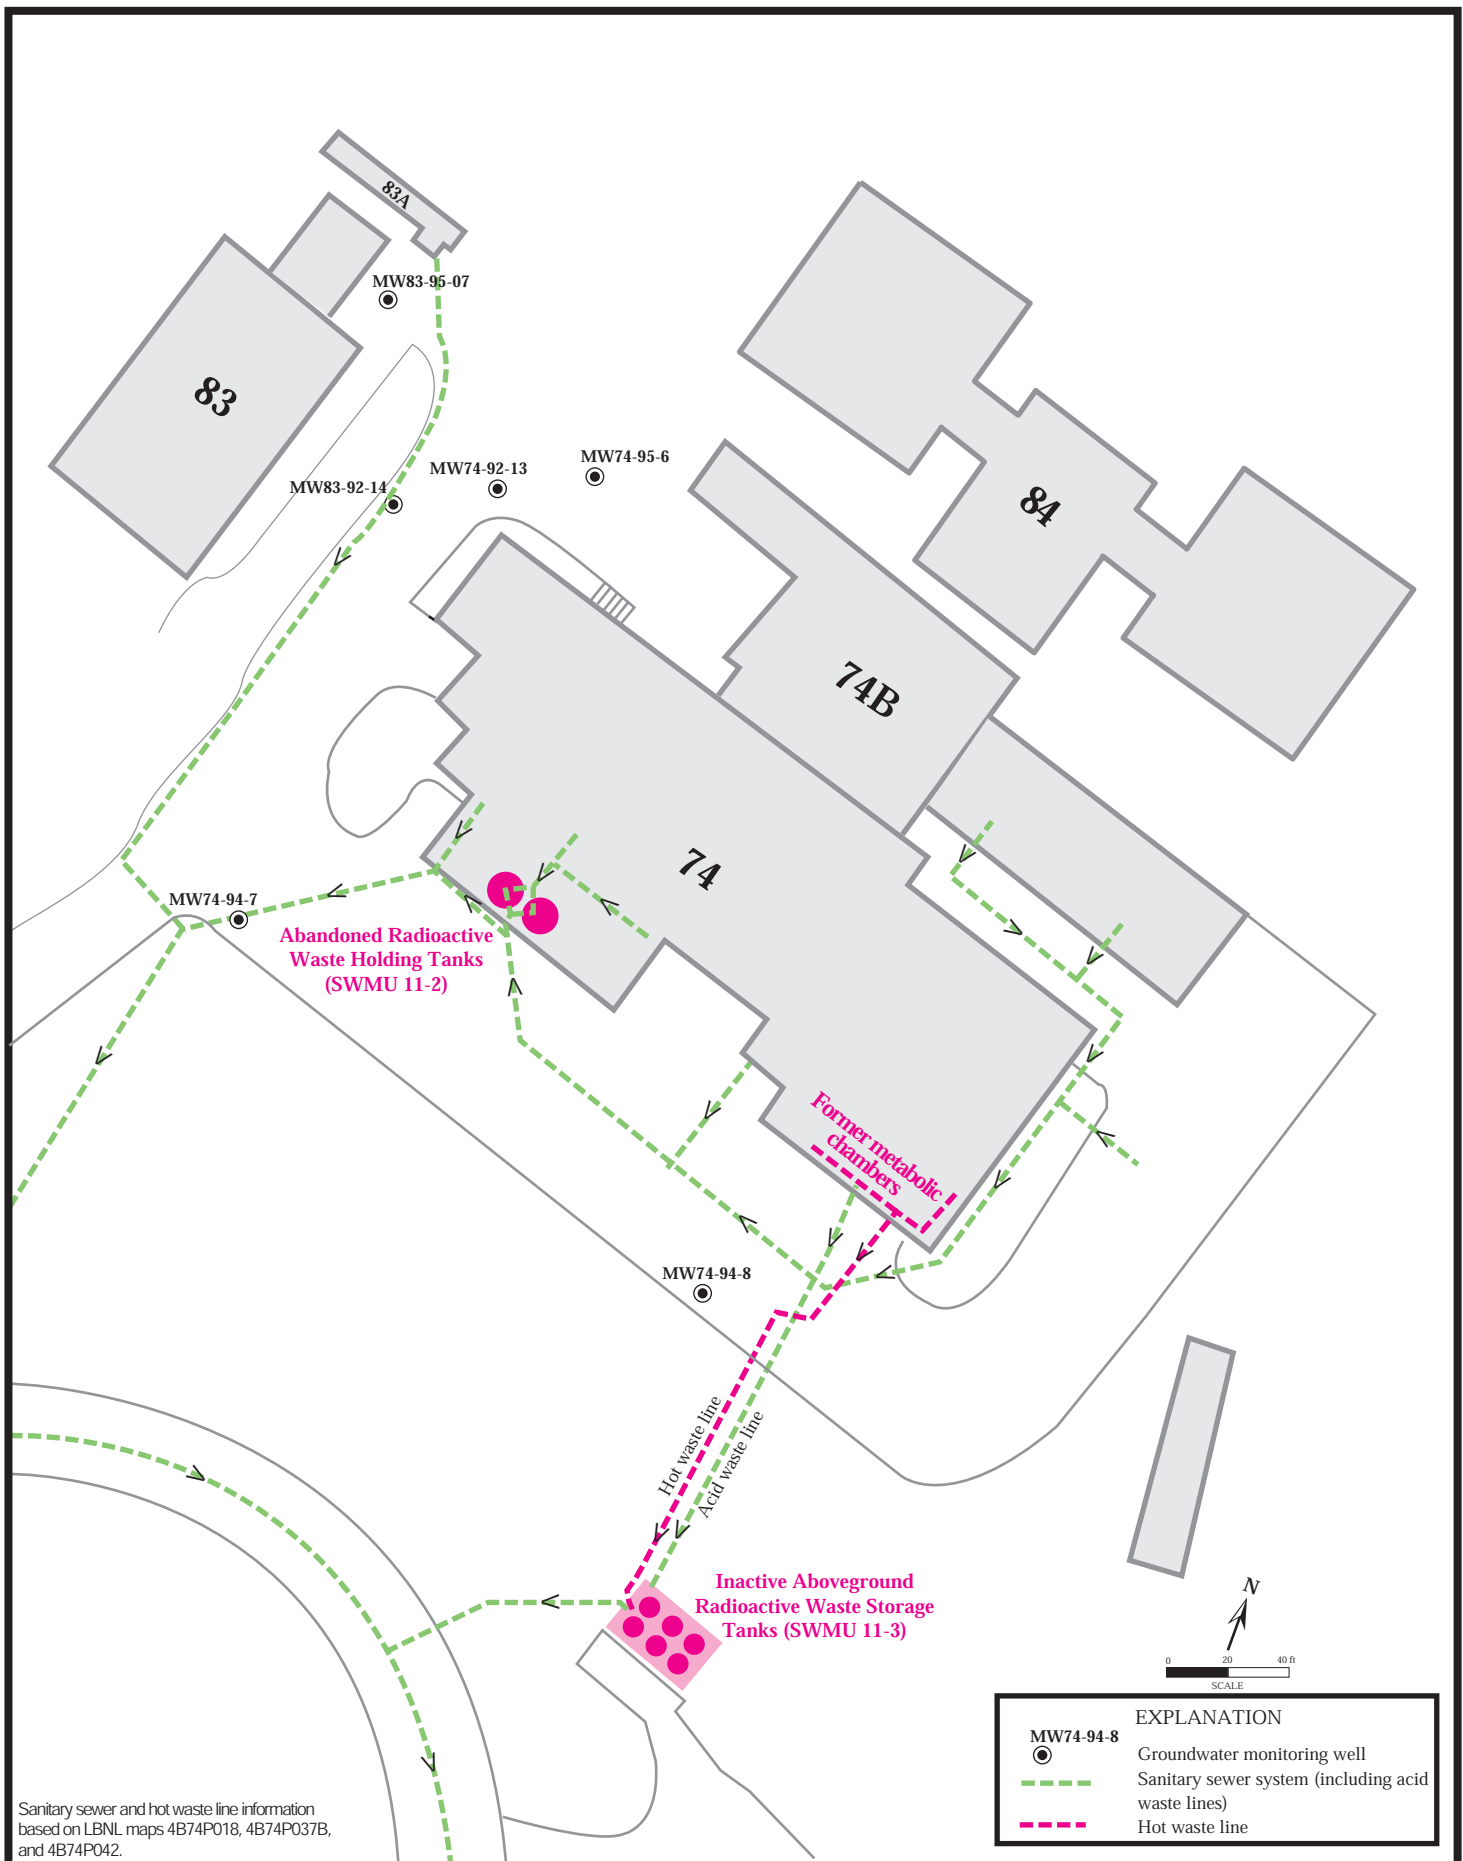 83A
MW83-95-07
83
MW74-95-6
MW74-92-13
MW83-92-14
84
74B
74
MW74-94-7
Abandoned Radioactive
Waste Holding Tanks
(SWMU 11-2)
Former metabolic
chambers
MW74-94-8
Hot waste line
Acid waste line
Inactive Aboveground
Radioactive Waste Storage
Tanks (SWMU 11-3)
N
0 20 40 ft
SCALE
EXPLANATION
MW74-94-8
Groundwater monitoring well
Sanitary sewer system (including acid
waste lines)
Hot waste line
Sanitary sewer and hot waste line information
based on LBNL maps 4B74P018, 4B74P037B,
and 4B74P042.